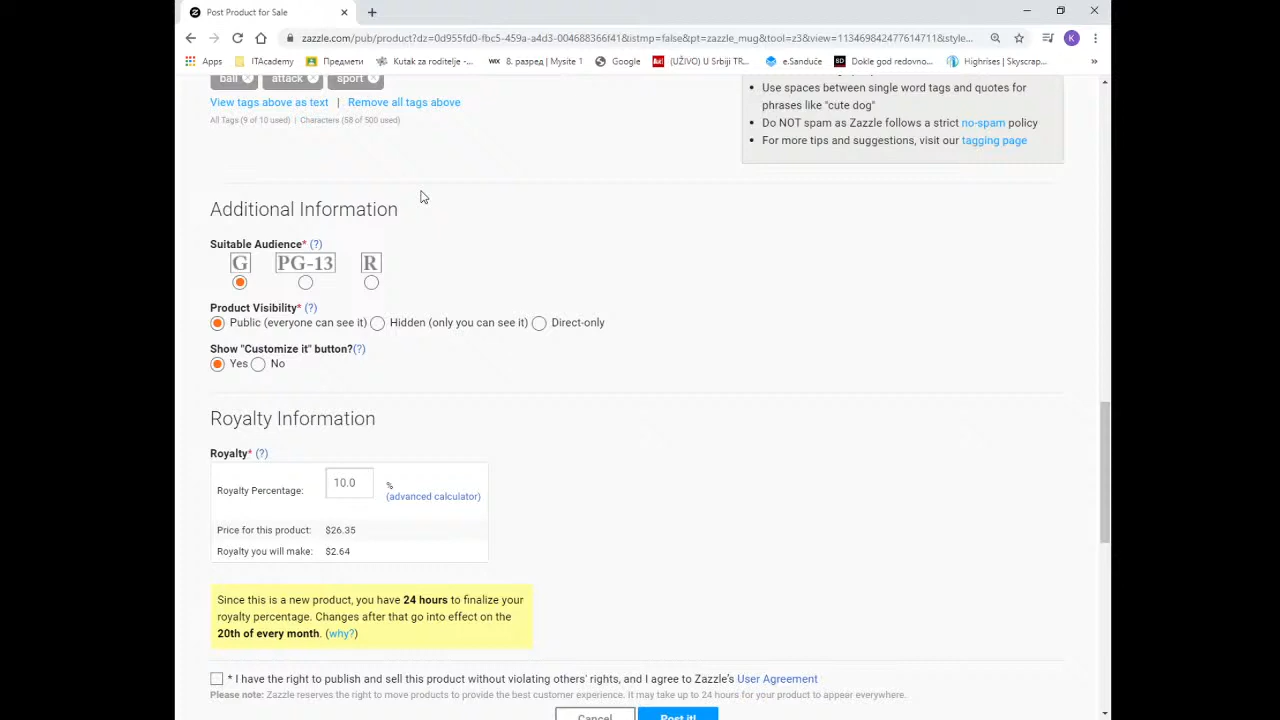 Post Product for Sale
zazzle.com/pub/product?dz=0d955fd0-fbc5-459a-a4d3-004688366f41&istmp=false&pt=zazzle_mug&tool=z3&view=113469842477614711&style...
K
Apps
ITAcademy
Предмети
Kutak za roditelje -...
WIX 8. разред | Mysite 1
Google
(UŽIVO) U Srbiji TR...
e.Sanduče
SD Dokle god redovno...
Highrises | Skyscrap...
ball
attack
sport
View tags above as text | Remove all tags above
All Tags (9 of 10 used) | Characters (58 of 500 used)
Use spaces between single word tags and quotes for
phrases like "cute dog"
Do NOT spam as Zazzle follows a strict no-spam policy
For more tips and suggestions, visit our tagging page
Additional Information
Suitable Audience* (?)
G PG-13 R
Product Visibility* (?)
Public (everyone can see it) Hidden (only you can see it) Direct-only
Show "Customize it" button?(?)
Yes No
Royalty Information
Royalty* (?)
Royalty Percentage: 10.0 %
(advanced calculator)
Price for this product: $26.35
Royalty you will make: $2.64
Since this is a new product, you have 24 hours to finalize your
royalty percentage. Changes after that go into effect on the
20th of every month. (why?)
* I have the right to publish and sell this product without violating others' rights, and I agree to Zazzle's User Agreement
Please note: Zazzle reserves the right to move products to provide the best customer experience. It may take up to 24 hours for your product to appear everywhere.
Cancel Post it!